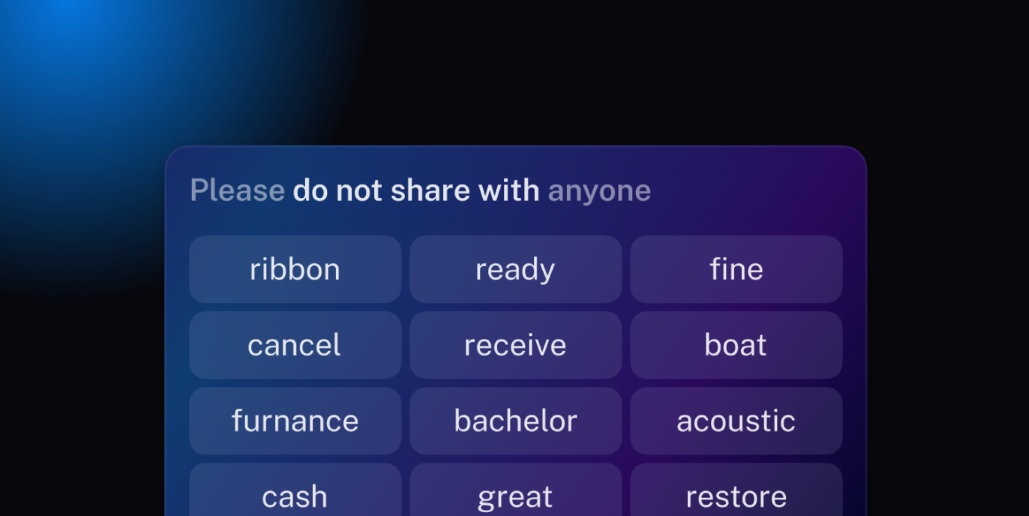 Please do not share with anyone
ribbon ready fine
cancel receive boat
furnance bachelor acoustic
cash great restore